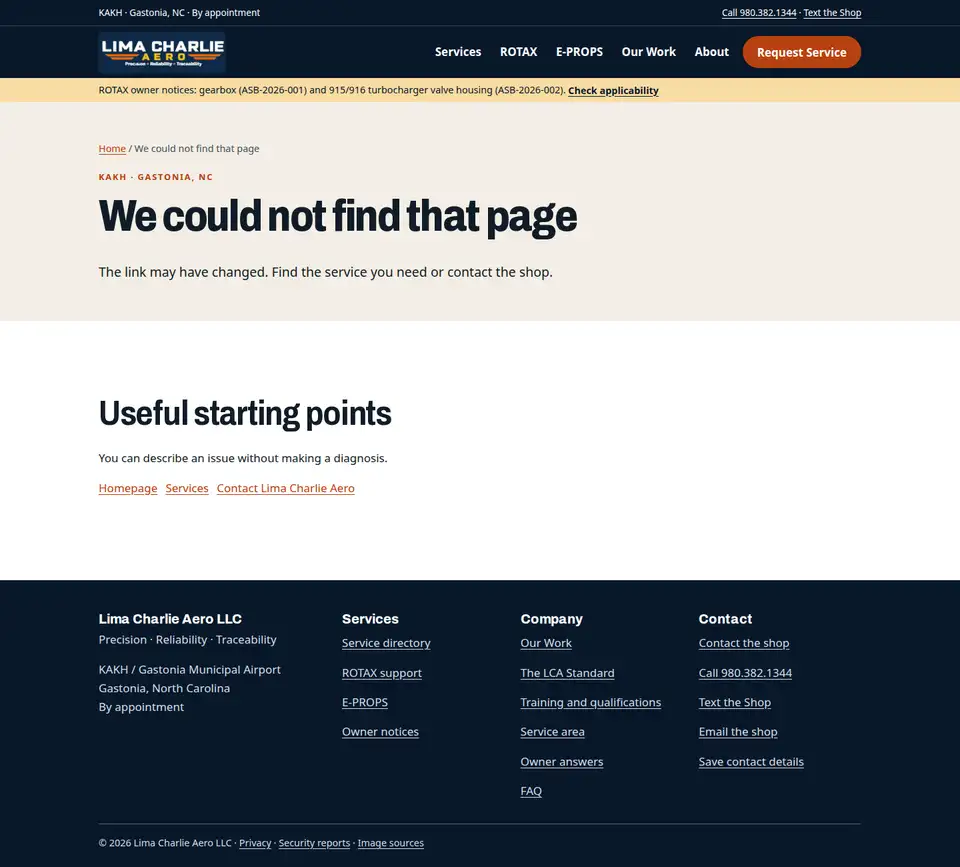 KAKH · Gastonia, NC · By appointment
Call 980.382.1344 · Text the Shop
LIMA CHARLIE
AERO
Precision · Reliability · Traceability
Services ROTAX E-PROPS Our Work About Request Service
ROTAX owner notices: gearbox (ASB-2026-001) and 915/916 turbocharger valve housing (ASB-2026-002). Check applicability
Home / We could not find that page
KAKH · GASTONIA, NC
We could not find that page
The link may have changed. Find the service you need or contact the shop.
Useful starting points
You can describe an issue without making a diagnosis.
Homepage Services Contact Lima Charlie Aero
Lima Charlie Aero LLC
Precision · Reliability · Traceability
KAKH / Gastonia Municipal Airport
Gastonia, North Carolina
By appointment
Services
Service directory
ROTAX support
E-PROPS
Owner notices
Company
Our Work
The LCA Standard
Training and qualifications
Service area
Owner answers
FAQ
Contact
Contact the shop
Call 980.382.1344
Text the Shop
Email the shop
Save contact details
© 2026 Lima Charlie Aero LLC · Privacy · Security reports · Image sources